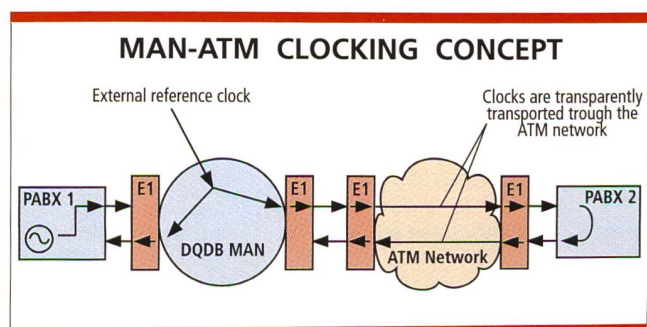 MAN-ATM CLOCKING CONCEPT
External reference clock
Clocks are transparently
transported trough the
ATM network
PABX 1
E1
E1
E1
E1
PABX 2
DQDB MAN
ATM Network